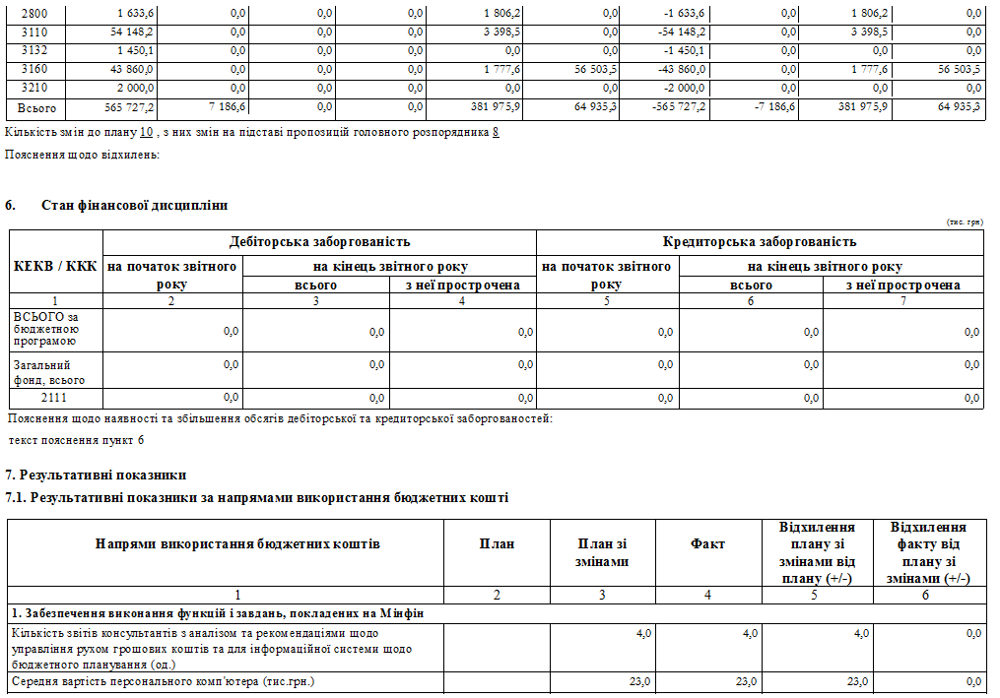 2800 1 633,6 0,0 0,0 0,0 1 806,2 0,0 -1 633,6 0,0 1 806,2 0,0
3110 54 148,2 0,0 0,0 0,0 3 398,5 0,0 -54 148,2 0,0 3 398,5 0,0
3132 1 450,1 0,0 0,0 0,0 0,0 0,0 -1 450,1 0,0 0,0 0,0
3160 43 860,0 0,0 0,0 0,0 1 777,6 56 503,5 -43 860,0 0,0 1 777,6 56 503,5
3210 2 000,0 0,0 0,0 0,0 0,0 0,0 -2 000,0 0,0 0,0 0,0
Всього 565 727,2 7 186,6 0,0 0,0 381 975,9 64 935,3 -565 727,2 -7 186,6 381 975,9 64 935,3
Кількість змін до плану 10 , з них змін на підставі пропозицій головного розпорядника 8
Пояснення щодо відхилень:
6. Стан фінансової дисципліни
(тис. грн)
КЕКВ / ККК Дебіторська заборгованість Кредиторська заборгованість
на початок звітного року на кінець звітного року на початок звітного року на кінець звітного року
всього з неї прострочена всього з неї прострочена
1 2 3 4 5 6 7
ВСЬОГО за бюджетною програмою 0,0 0,0 0,0 0,0 0,0 0,0
Загальний фонд, всього 0,0 0,0 0,0 0,0 0,0 0,0
2111 0,0 0,0 0,0 0,0 0,0 0,0
Пояснення щодо наявності та збільшення обсягів дебіторської та кредиторської заборгованостей:
текст пояснення пункт 6
7. Результативні показники
7.1. Результативні показники за напрямами використання бюджетних кошті
Напрями використання бюджетних коштів План План зі змінами Факт Відхилення плану зі змінами від плану (+/-) Відхилення факту від плану зі змінами (+/-)
1 2 3 4 5 6
1. Забезпечення виконання функцій і завдань, покладених на Мінфін
Кількість звітів консультантів з аналізом та рекомендаціями щодо
управління рухом грошових коштів та для інформаційної системи щодо
бюджетного планування (од.) 4,0 4,0 4,0 0,0
Середня вартість персонального комп'ютера (тис.грн.) 23,0 23,0 23,0 0,0